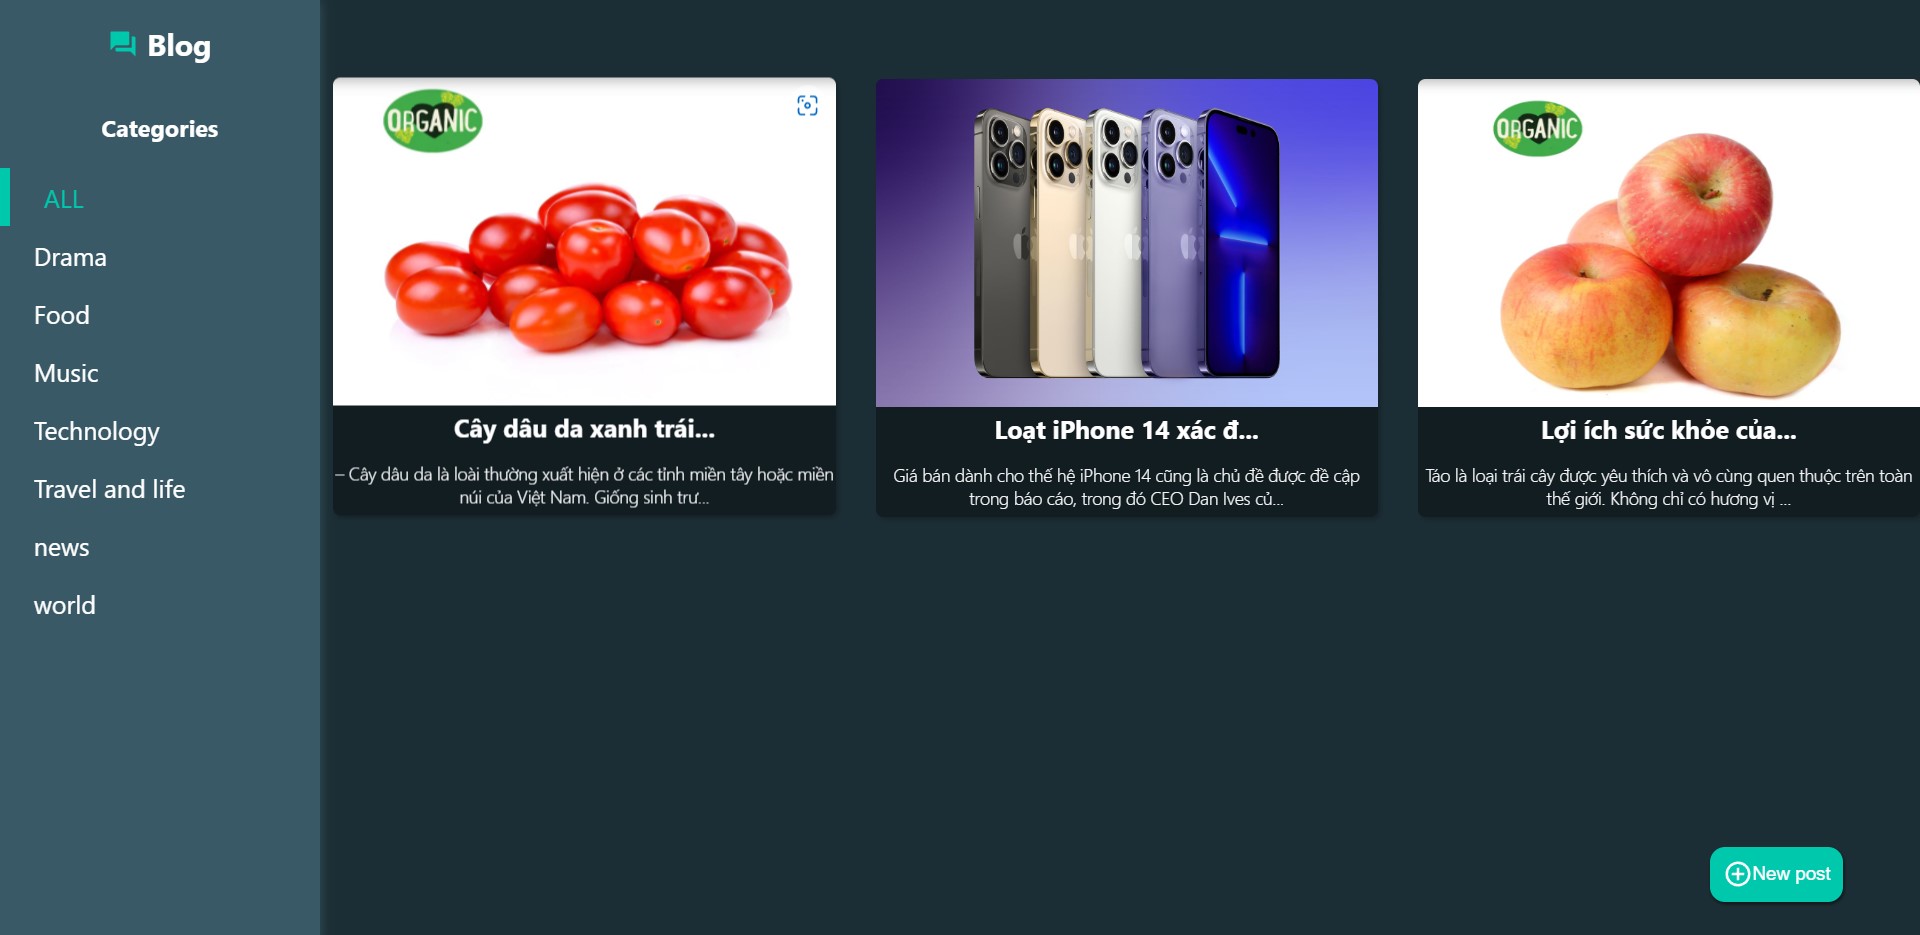 Blog
Categories
ALL
Drama
Food
Music
Technology
Travel and life
news
world
ORGANIC
Cây dâu da xanh trái...
– Cây dâu da là loài thường xuất hiện ở các tỉnh miền tây hoặc miền
núi của Việt Nam. Giống sinh trư...
Loạt iPhone 14 xác đ...
Giá bán dành cho thế hệ iPhone 14 cũng là chủ đề được đề cập
trong báo cáo, trong đó CEO Dan Ives củ...
ORGANIC
Lợi ích sức khỏe của...
Táo là loại trái cây được yêu thích và vô cùng quen thuộc trên toàn
thế giới. Không chỉ có hương vị ...
New post